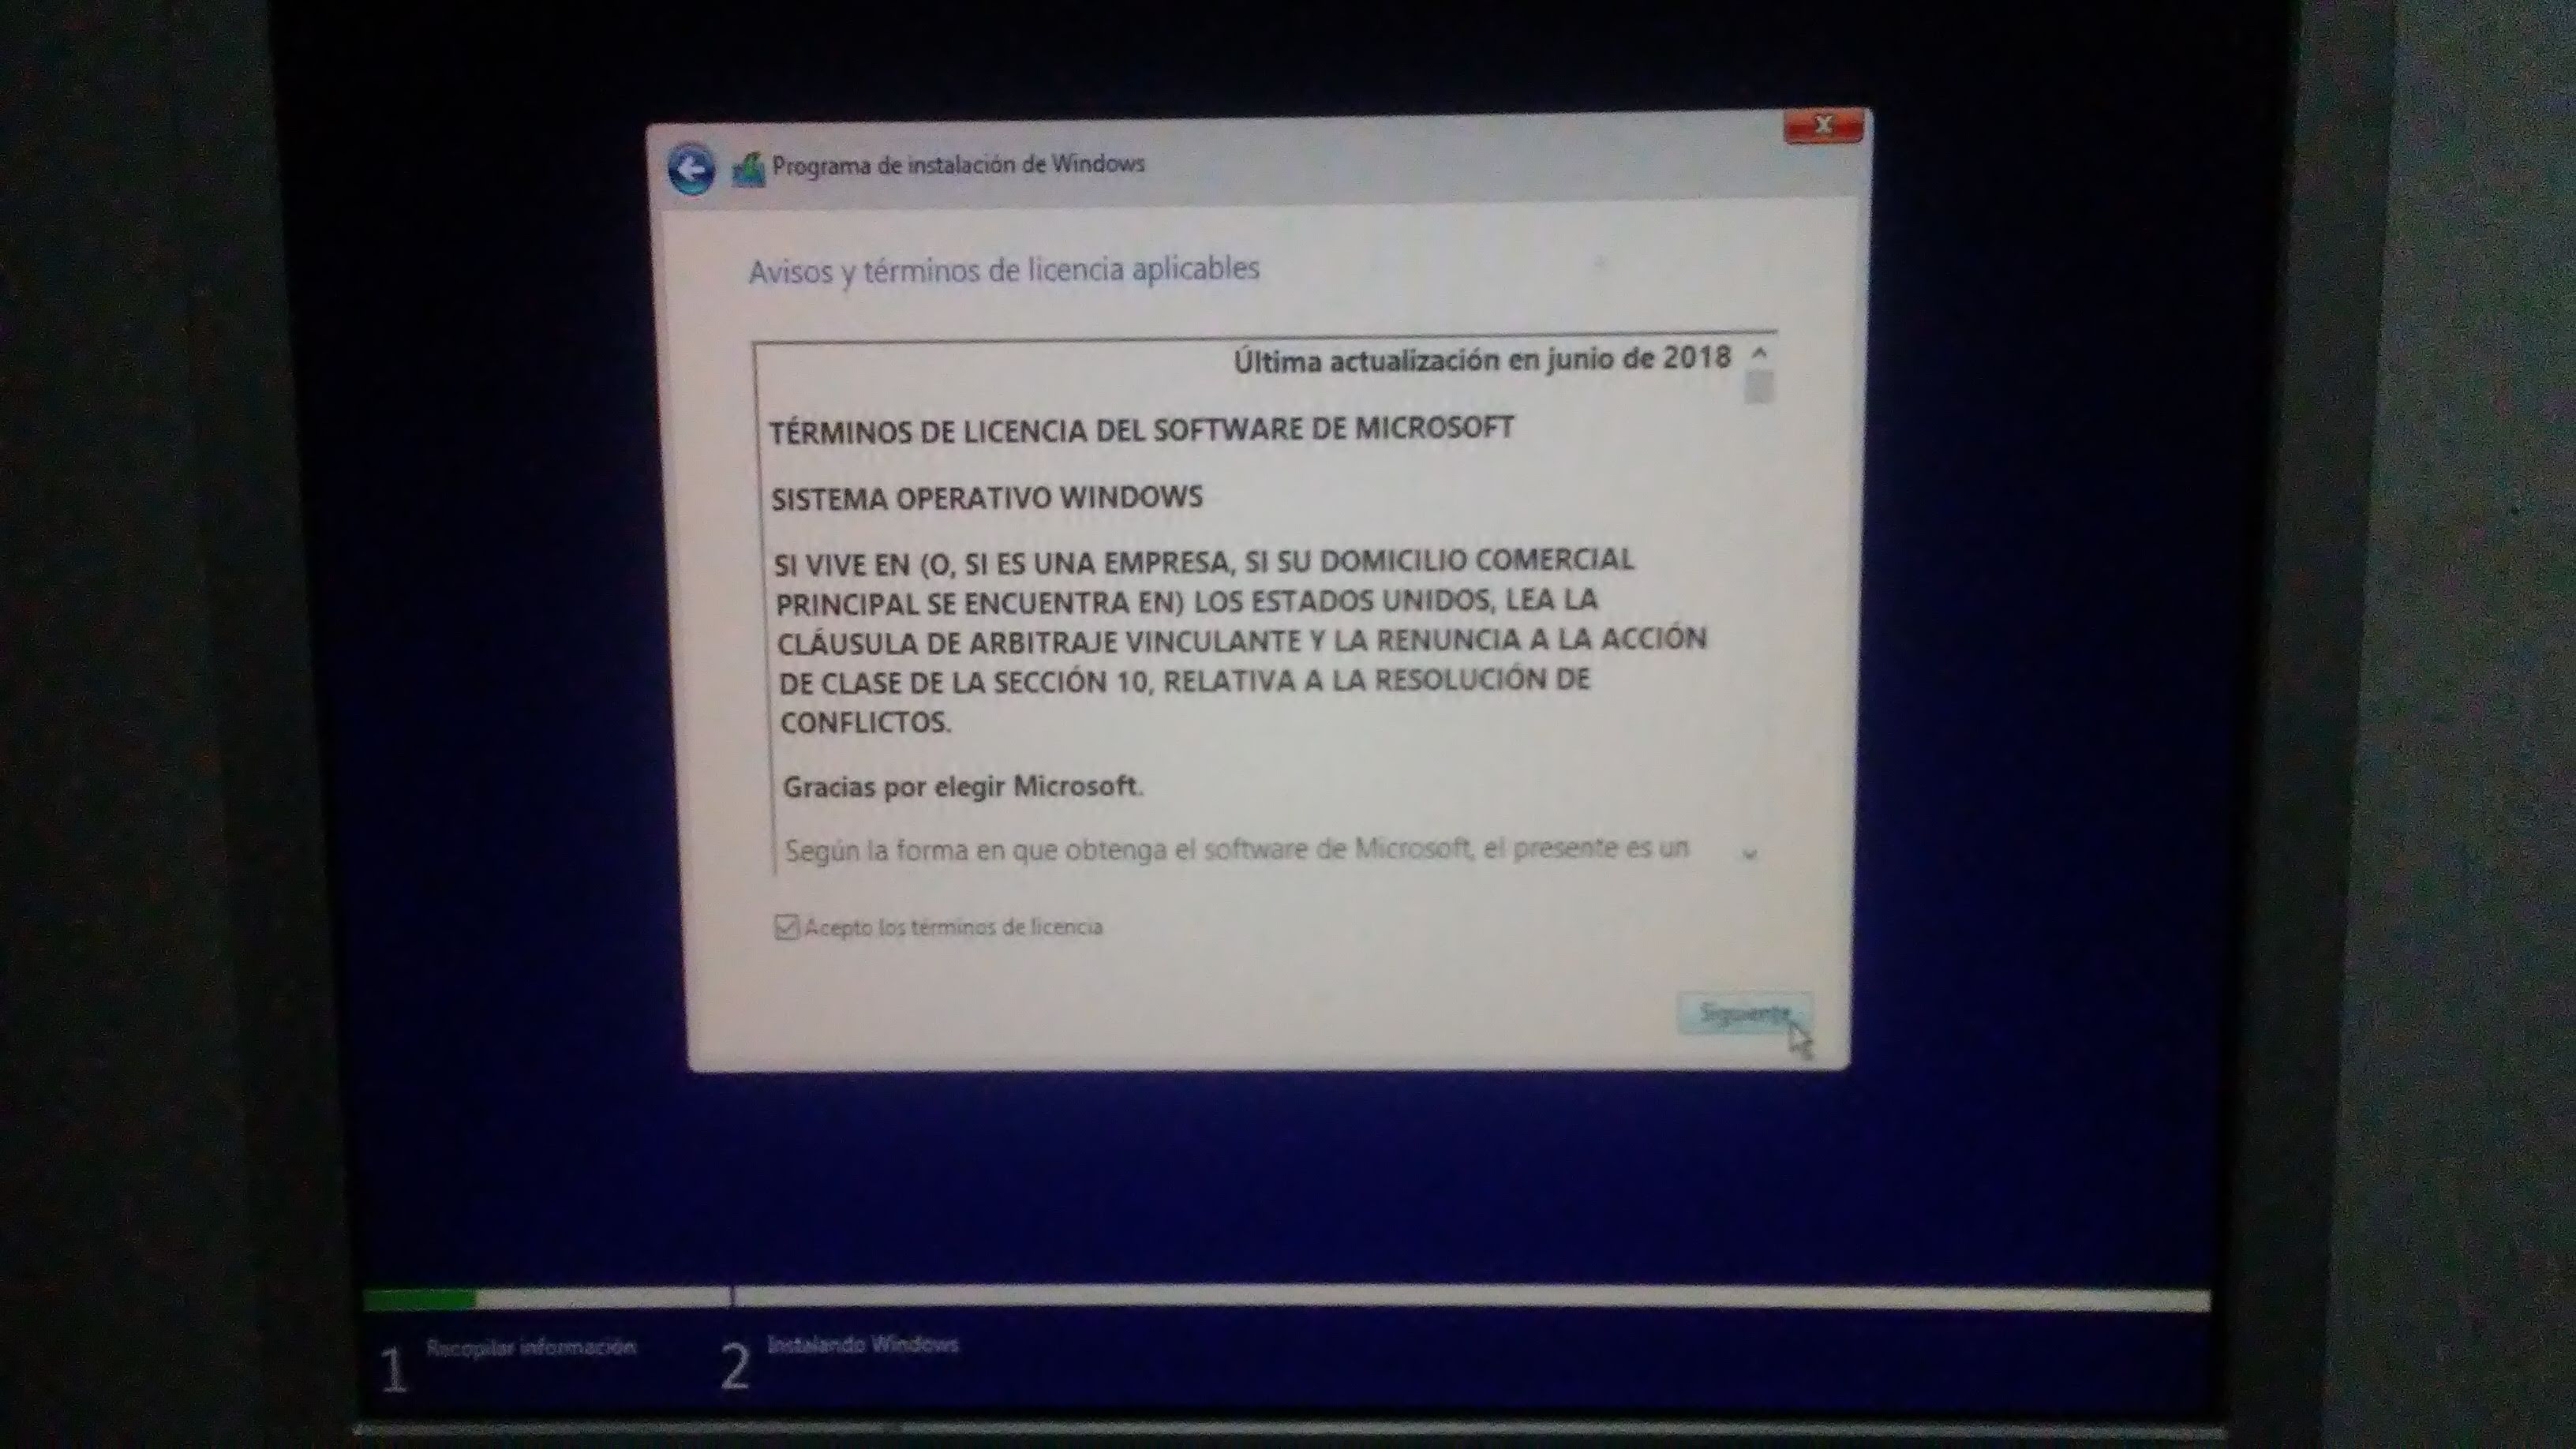 Programa de instalación de Windows
Avisos y términos de licencia aplicables
Última actualización en junio de 2018
TÉRMINOS DE LICENCIA DEL SOFTWARE DE MICROSOFT
SISTEMA OPERATIVO WINDOWS
SI VIVE EN (O, SI ES UNA EMPRESA, SI SU DOMICILIO COMERCIAL
PRINCIPAL SE ENCUENTRA EN) LOS ESTADOS UNIDOS, LEA LA
CLÁUSULA DE ARBITRAJE VINCULANTE Y LA RENUNCIA A LA ACCIÓN
DE CLASE DE LA SECCIÓN 10, RELATIVA A LA RESOLUCIÓN DE
CONFLICTOS.
Gracias por elegir Microsoft.
Según la forma en que obtenga el software de Microsoft, el presente es un
Acepto los términos de licencia
Siguiente
1 Recopilar información
2 Instalando Windows